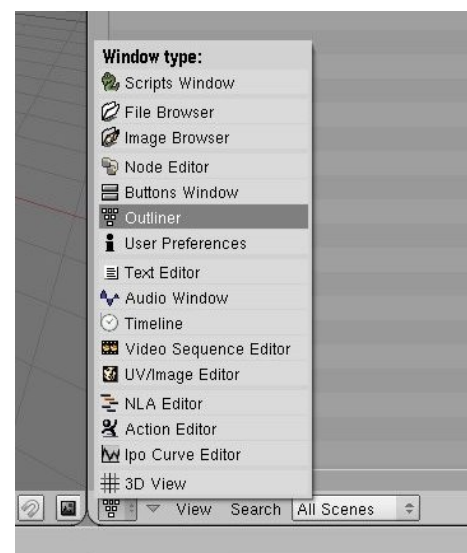 Window type:
Scripts Window
File Browser
Image Browser
Node Editor
Buttons Window
Outliner
User Preferences
Text Editor
Audio Window
Timeline
Video Sequence Editor
UV/Image Editor
NLA Editor
Action Editor
Ipo Curve Editor
3D View
View Search All Scenes